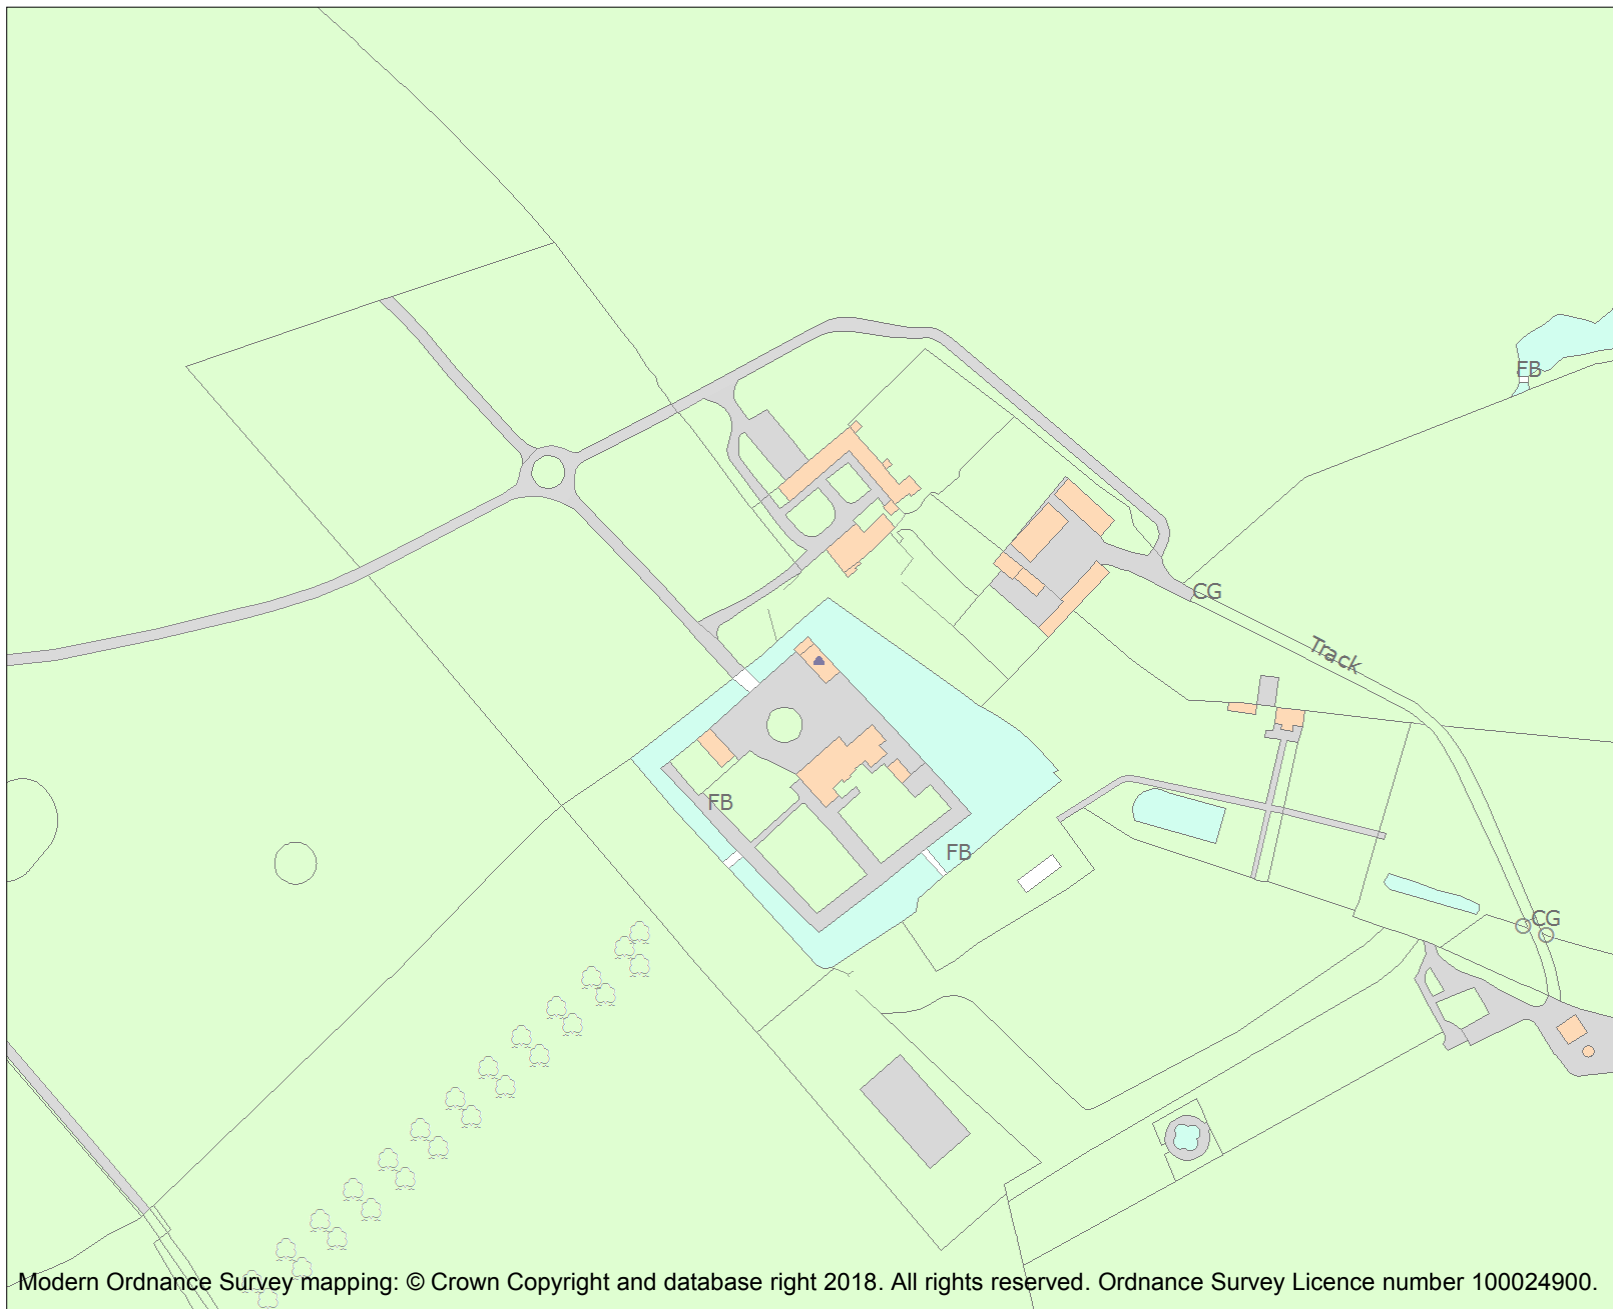 FB
CG
Track
FB
FB
CG
Modern Ordnance Survey mapping: © Crown Copyright and database right 2018. All rights reserved. Ordnance Survey Licence number 100024900.